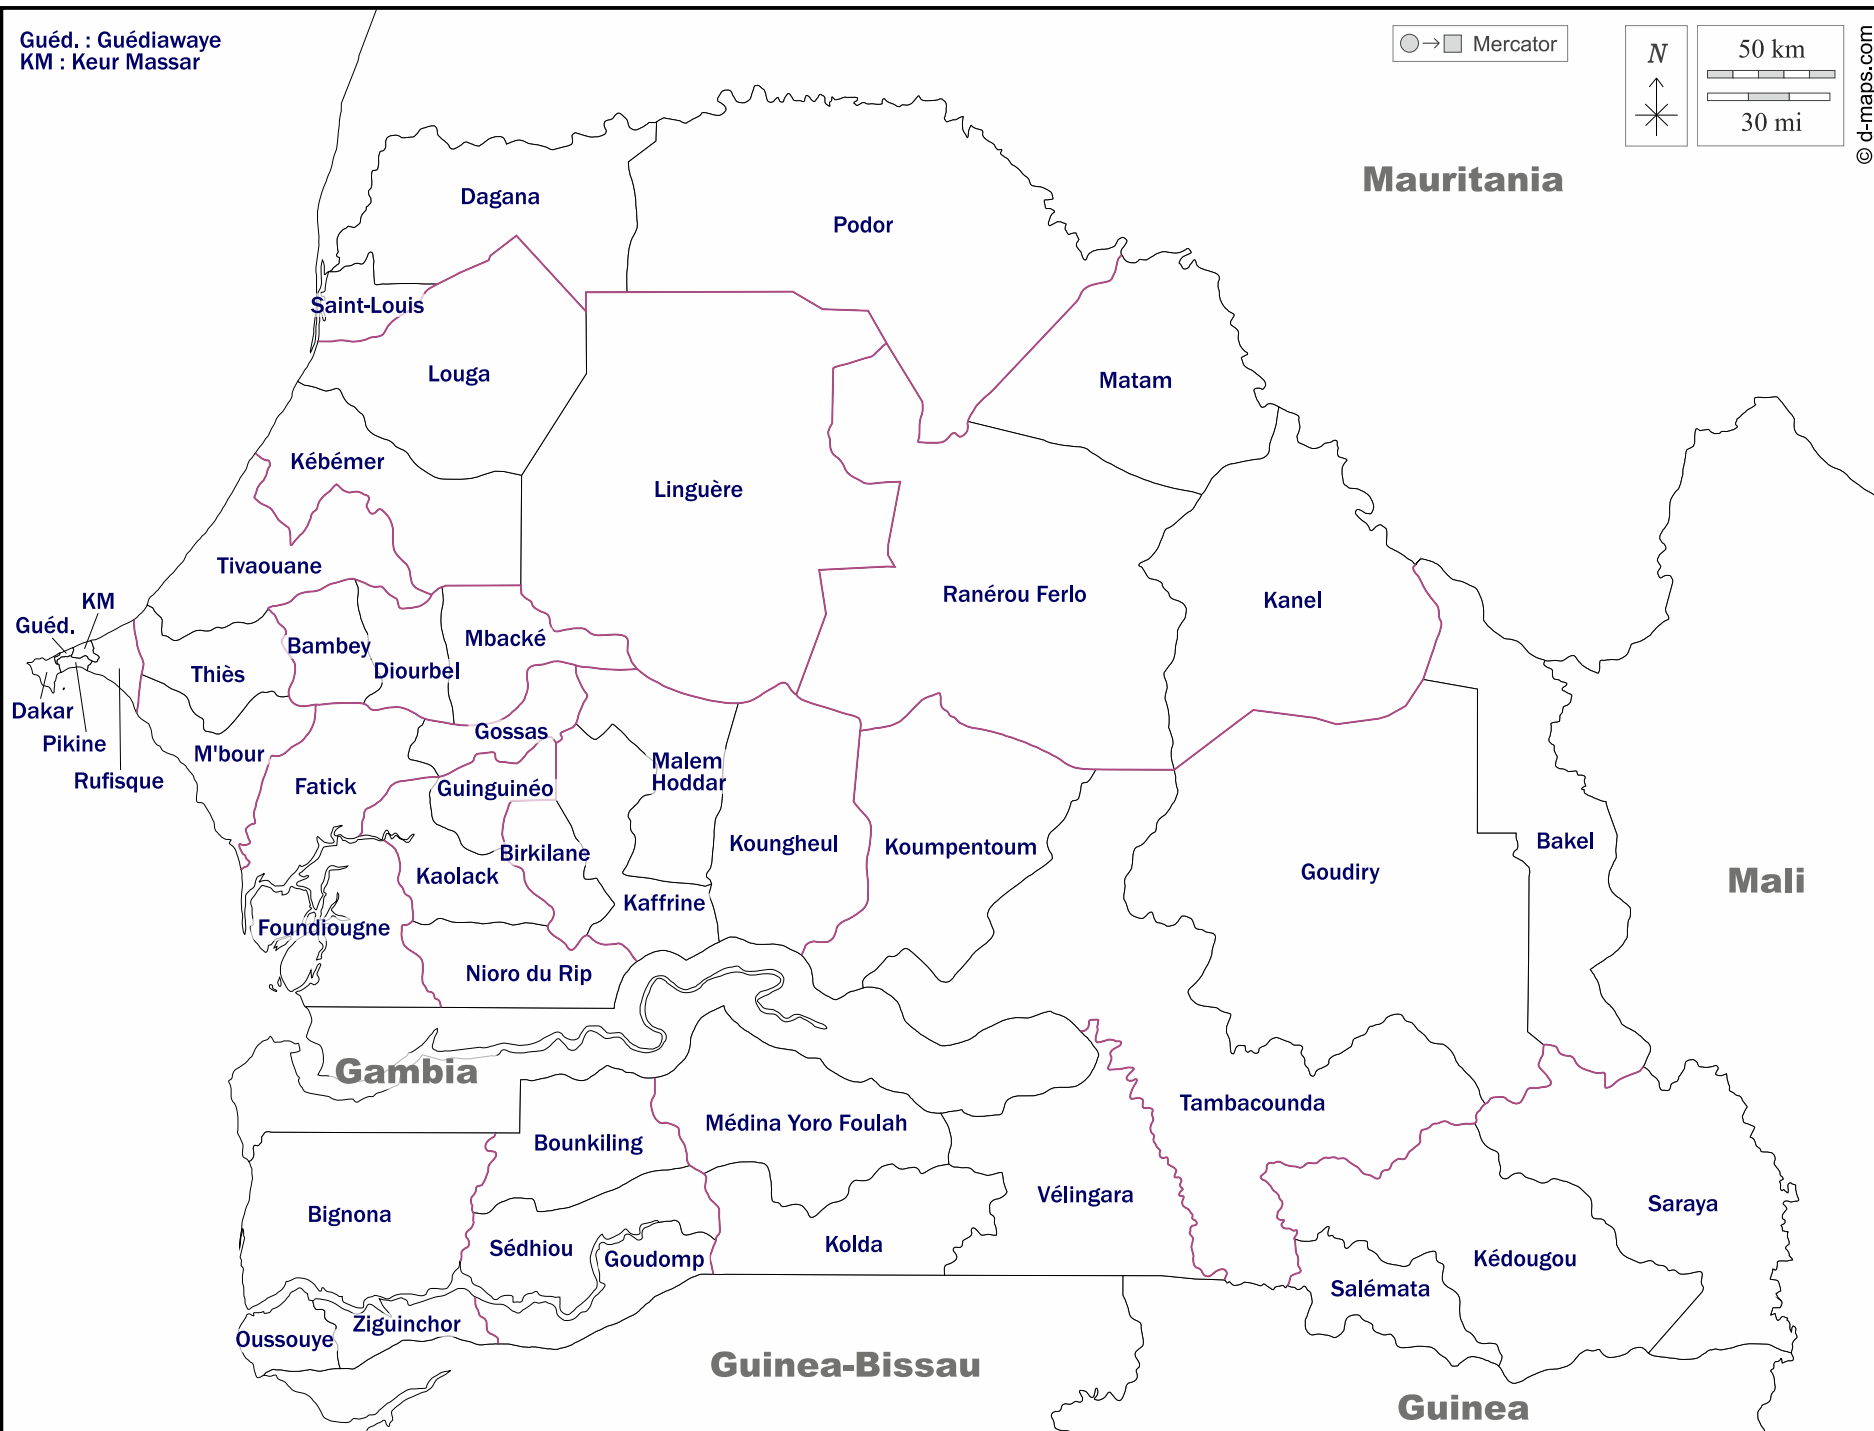 Guéd. : Guédiawaye
KM : Keur Massar
Mercator
N
50 km
30 mi
© d-maps.com
Mauritania
Dagana
Podor
Saint-Louis
Louga
Matam
Kébémer
Linguère
Tivaouane
Ranérou Ferlo
Kanel
KM
Guéd.
Bambey
Mbacké
Thiès
Diourbel
Dakar
Pikine
Rufisque
M'bour
Gossas
Fatick
Guinguinéo
Malem
Hoddar
Birkilane
Koungheul
Koumpentoum
Bakel
Goudiry
Mali
Kaolack
Kaffrine
Foundiougne
Nioro du Rip
Gambia
Tambacounda
Médina Yoro Foulah
Bounkiling
Vélingara
Saraya
Bignona
Sédhiou
Goudomp
Kolda
Kédougou
Salémata
Ziguinchor
Oussouye
Guinea-Bissau
Guinea